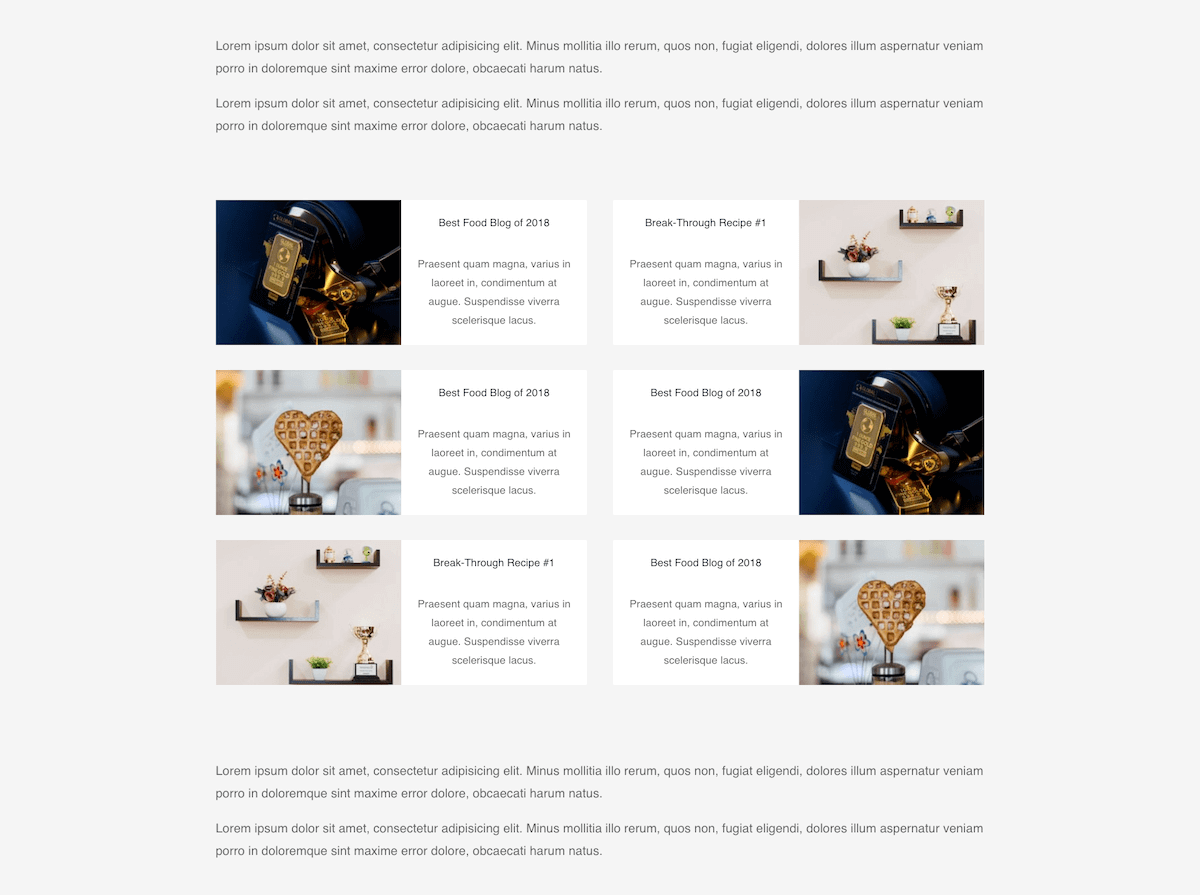 Lorem ipsum dolor sit amet, consectetur adipisicing elit. Minus mollitia illo rerum, quos non, fugiat eligendi, dolores illum aspernatur veniam
porro in doloremque sint maxime error dolore, obcaecati harum natus.
Lorem ipsum dolor sit amet, consectetur adipisicing elit. Minus mollitia illo rerum, quos non, fugiat eligendi, dolores illum aspernatur veniam
porro in doloremque sint maxime error dolore, obcaecati harum natus.
Best Food Blog of 2018
Praesent quam magna, varius in
laoreet in, condimentum at
augue. Suspendisse viverra
scelerisque lacus.
Break-Through Recipe #1
Praesent quam magna, varius in
laoreet in, condimentum at
augue. Suspendisse viverra
scelerisque lacus.
Best Food Blog of 2018
Praesent quam magna, varius in
laoreet in, condimentum at
augue. Suspendisse viverra
scelerisque lacus.
Best Food Blog of 2018
Praesent quam magna, varius in
laoreet in, condimentum at
augue. Suspendisse viverra
scelerisque lacus.
Break-Through Recipe #1
Praesent quam magna, varius in
laoreet in, condimentum at
augue. Suspendisse viverra
scelerisque lacus.
Best Food Blog of 2018
Praesent quam magna, varius in
laoreet in, condimentum at
augue. Suspendisse viverra
scelerisque lacus.
Lorem ipsum dolor sit amet, consectetur adipisicing elit. Minus mollitia illo rerum, quos non, fugiat eligendi, dolores illum aspernatur veniam
porro in doloremque sint maxime error dolore, obcaecati harum natus.
Lorem ipsum dolor sit amet, consectetur adipisicing elit. Minus mollitia illo rerum, quos non, fugiat eligendi, dolores illum aspernatur veniam
porro in doloremque sint maxime error dolore, obcaecati harum natus.